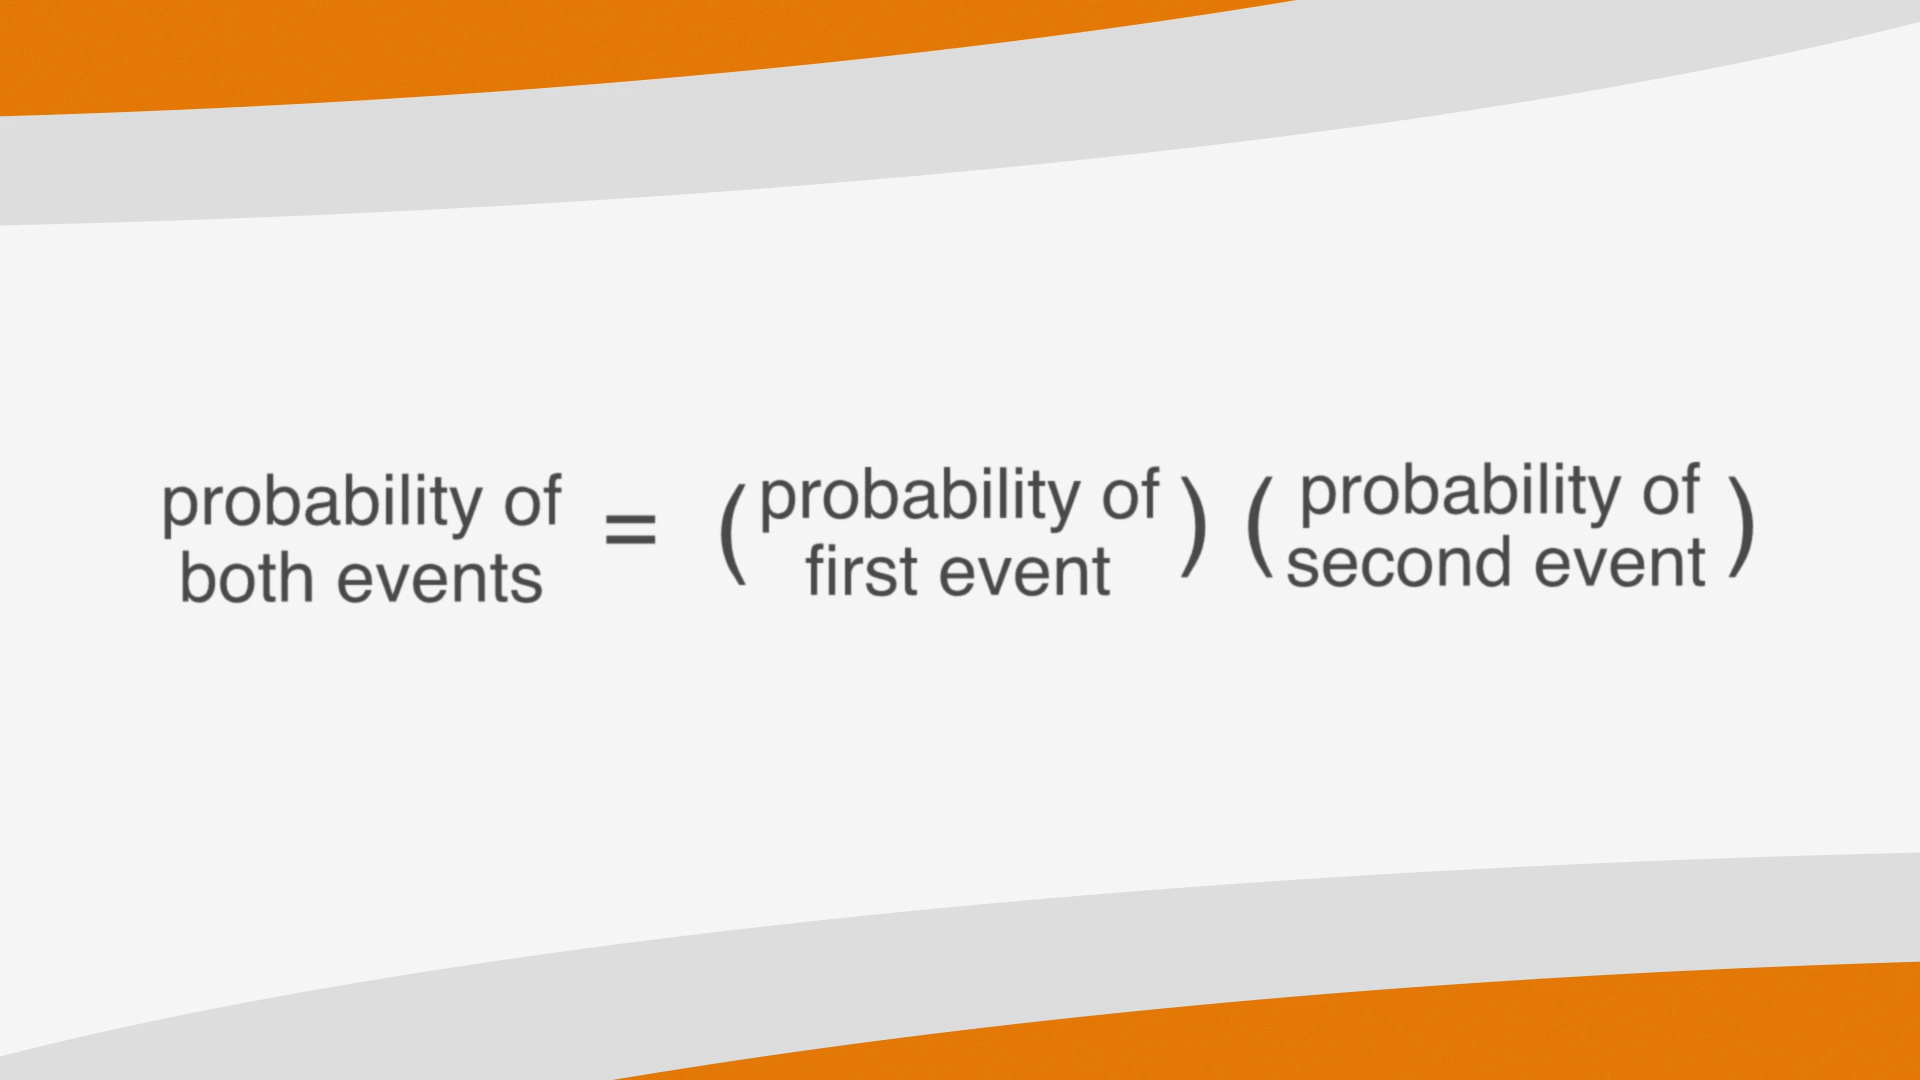 probability of
both events
=
( probability of
first event )
( probability of
second event )